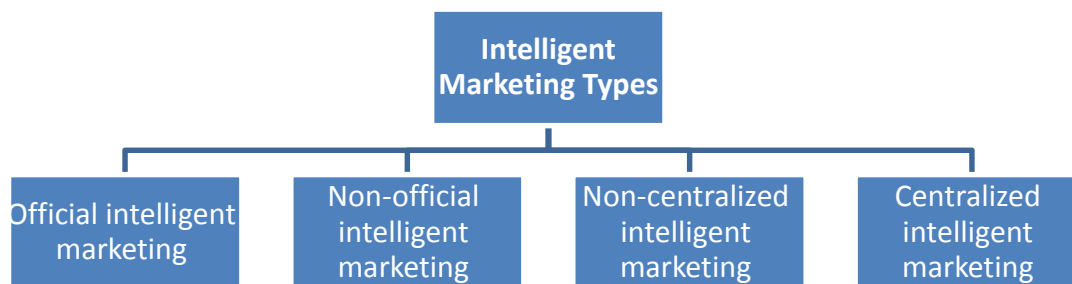 Intelligent
Marketing Types
Official intelligent
marketing
Non-official
intelligent
marketing
Non-centralized
intelligent
marketing
Centralized
intelligent
marketing